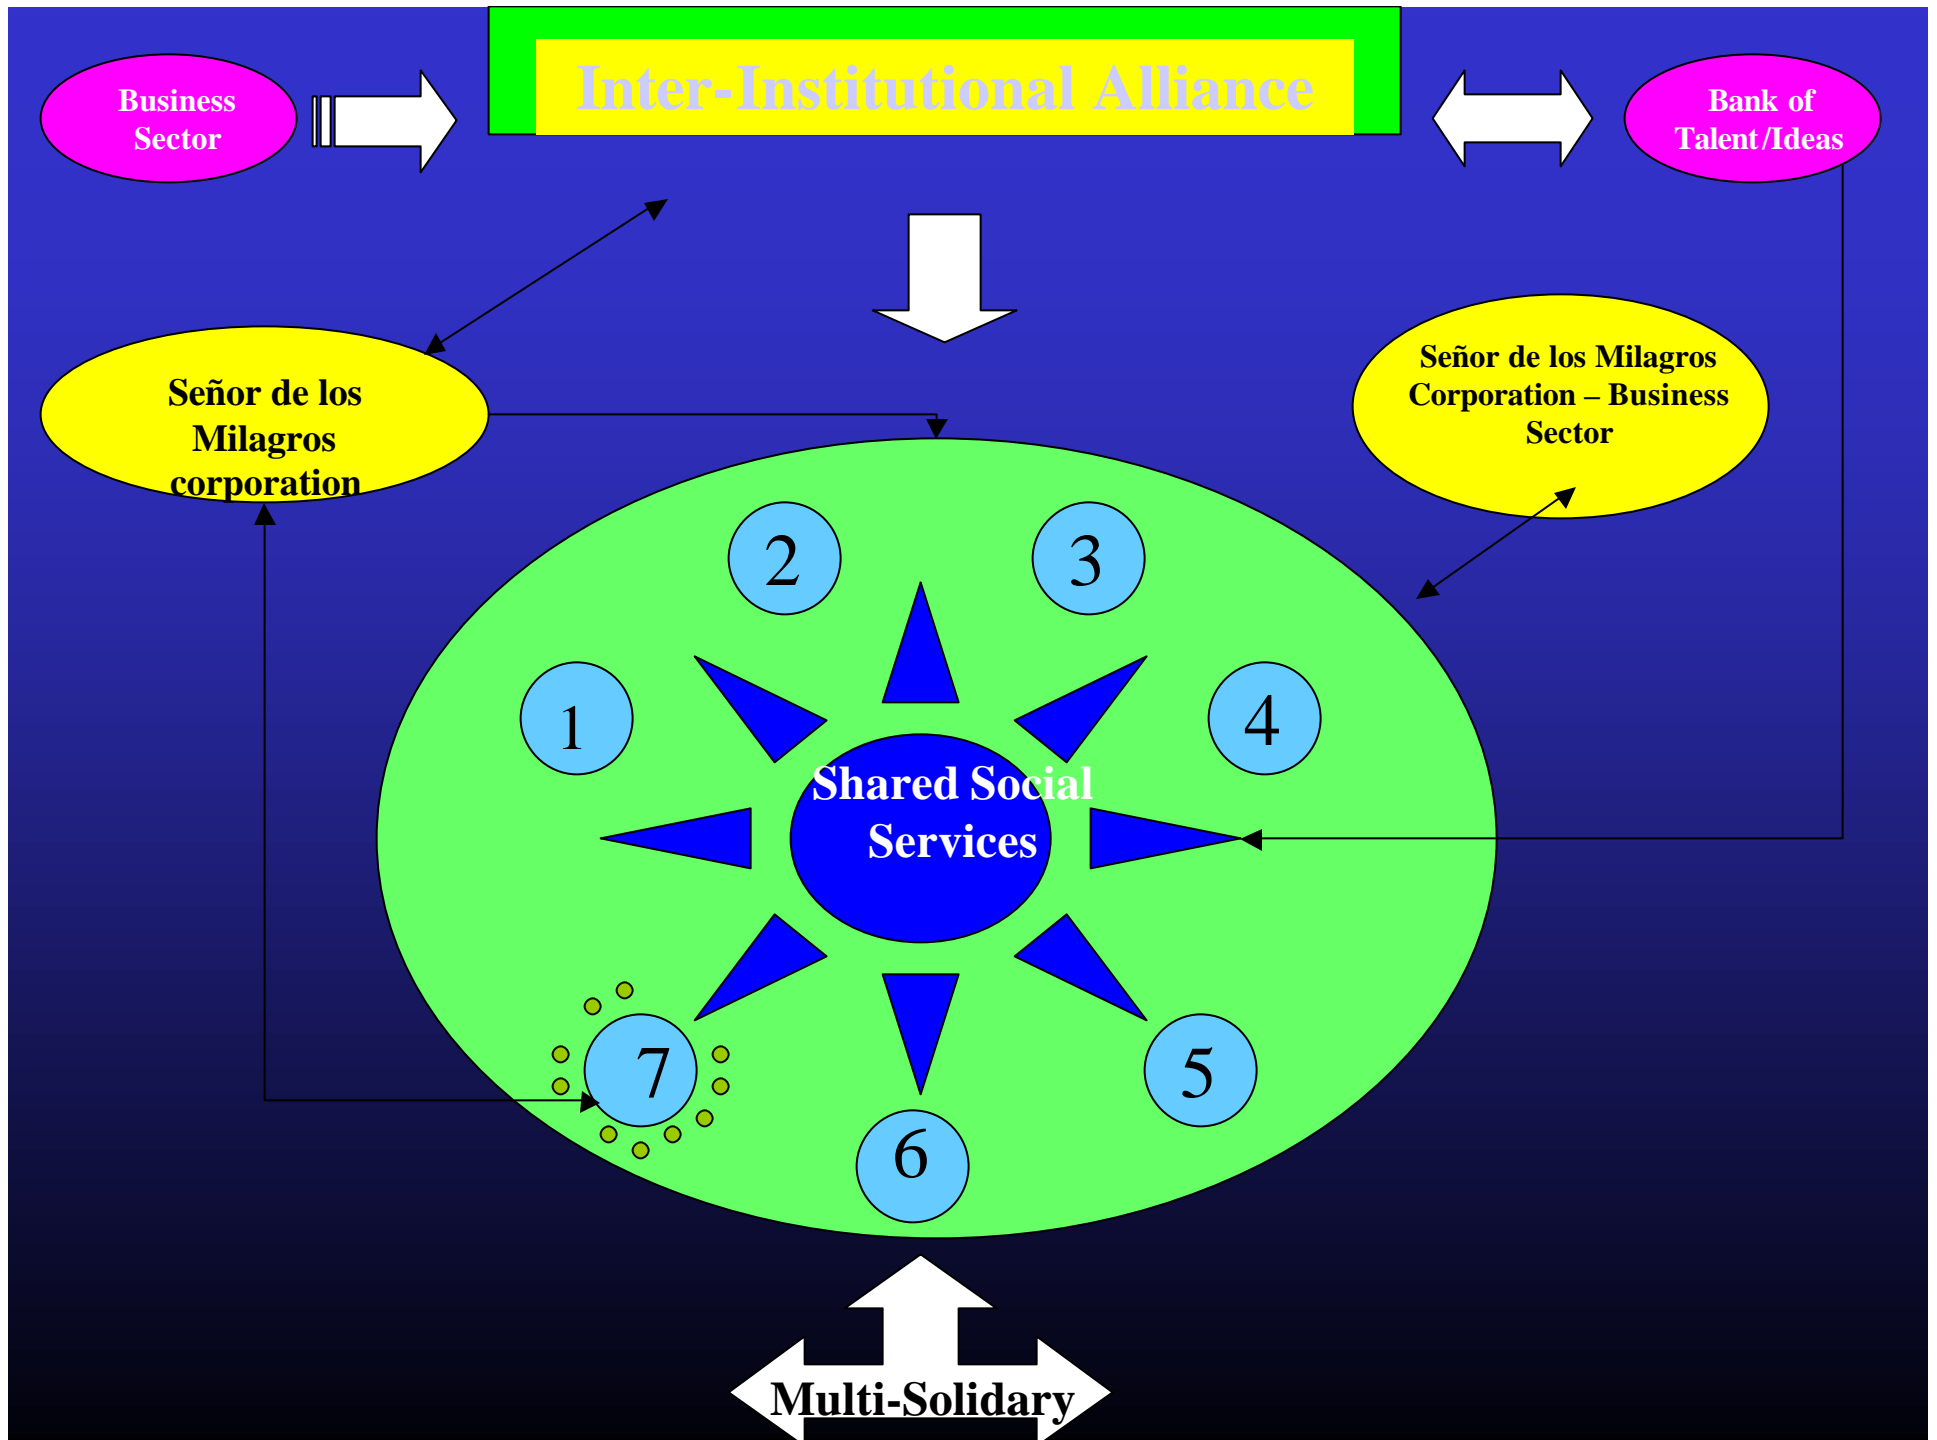 Inter-Institutional Alliance
Business
Sector
Bank of
Talent/Ideas
Señor de los
Milagros
corporation
Señor de los Milagros
Corporation – Business
Sector
2
3
1
4
Shared Social
Services
7
5
6
Multi-Solidary